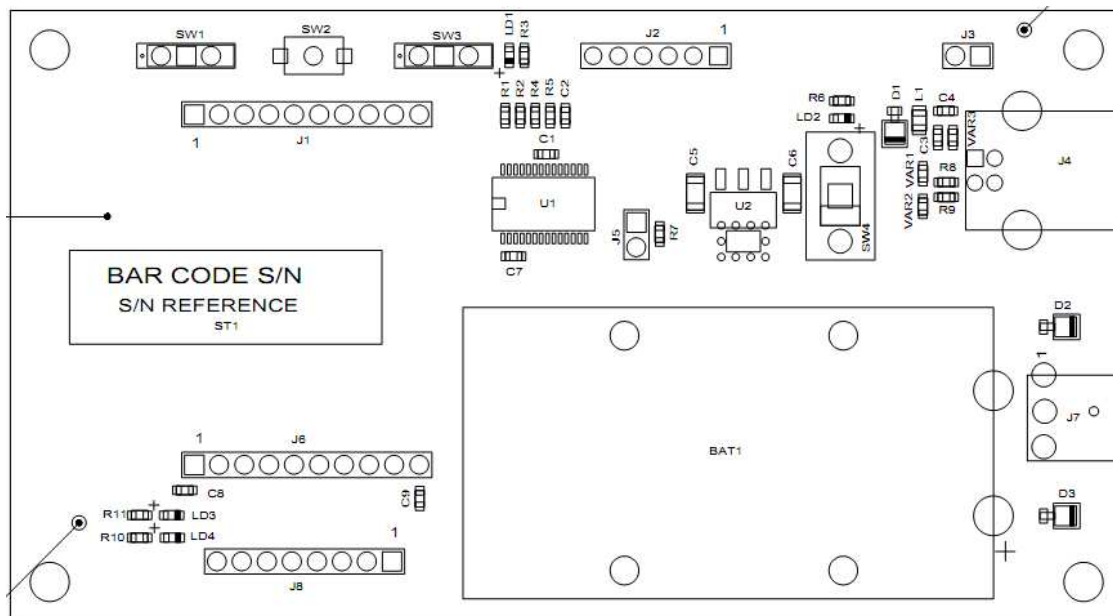 SW1
SW2
SW3
LD1
R3
J2
1
J3
R1
R2
R4
R5
C2
R6
LD2
D1
L1
C4
C3
VAR3
1
J1
C1
C5
C6
J4
VAR1
R8
U1
U2
VAR2
R9
J5
R7
SW4
C7
BAR CODE S/N
S/N REFERENCE
ST1
D2
1
J7
BAT1
1
J6
C8
C9
R11
LD3
D3
R10
LD4
1
J8